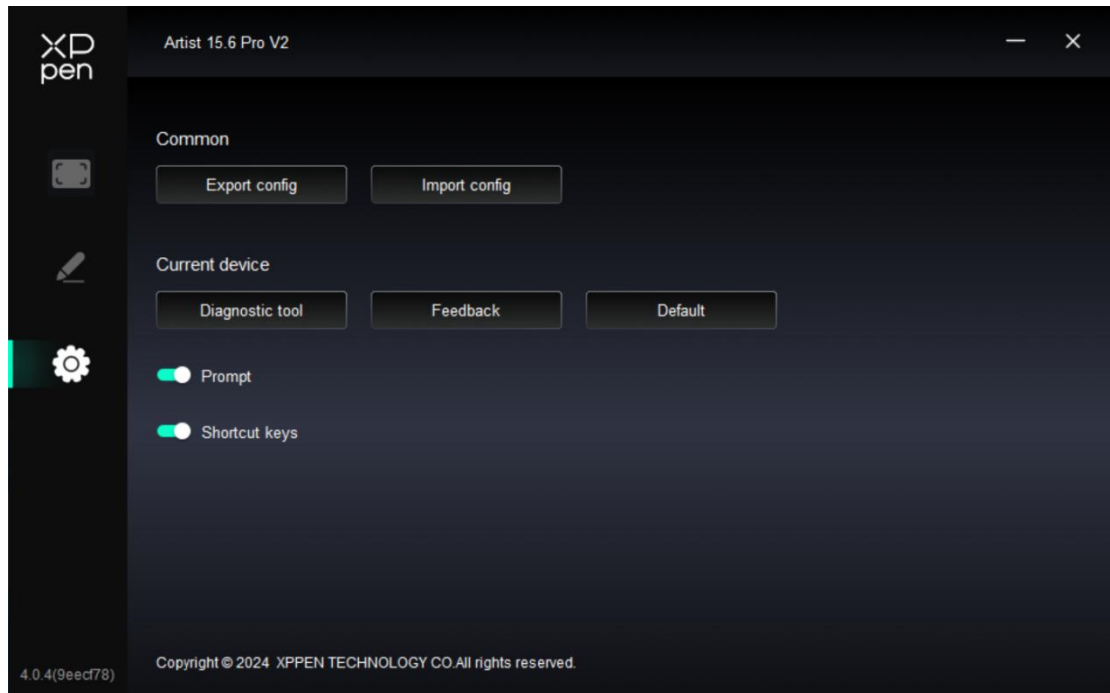 XP
pen
Artist 15.6 Pro V2
Common
Export config Import config
Current device
Diagnostic tool Feedback Default
Prompt
Shortcut keys
Copyright © 2024 XPPEN TECHNOLOGY CO.All rights reserved.
4.0.4(9eecf78)